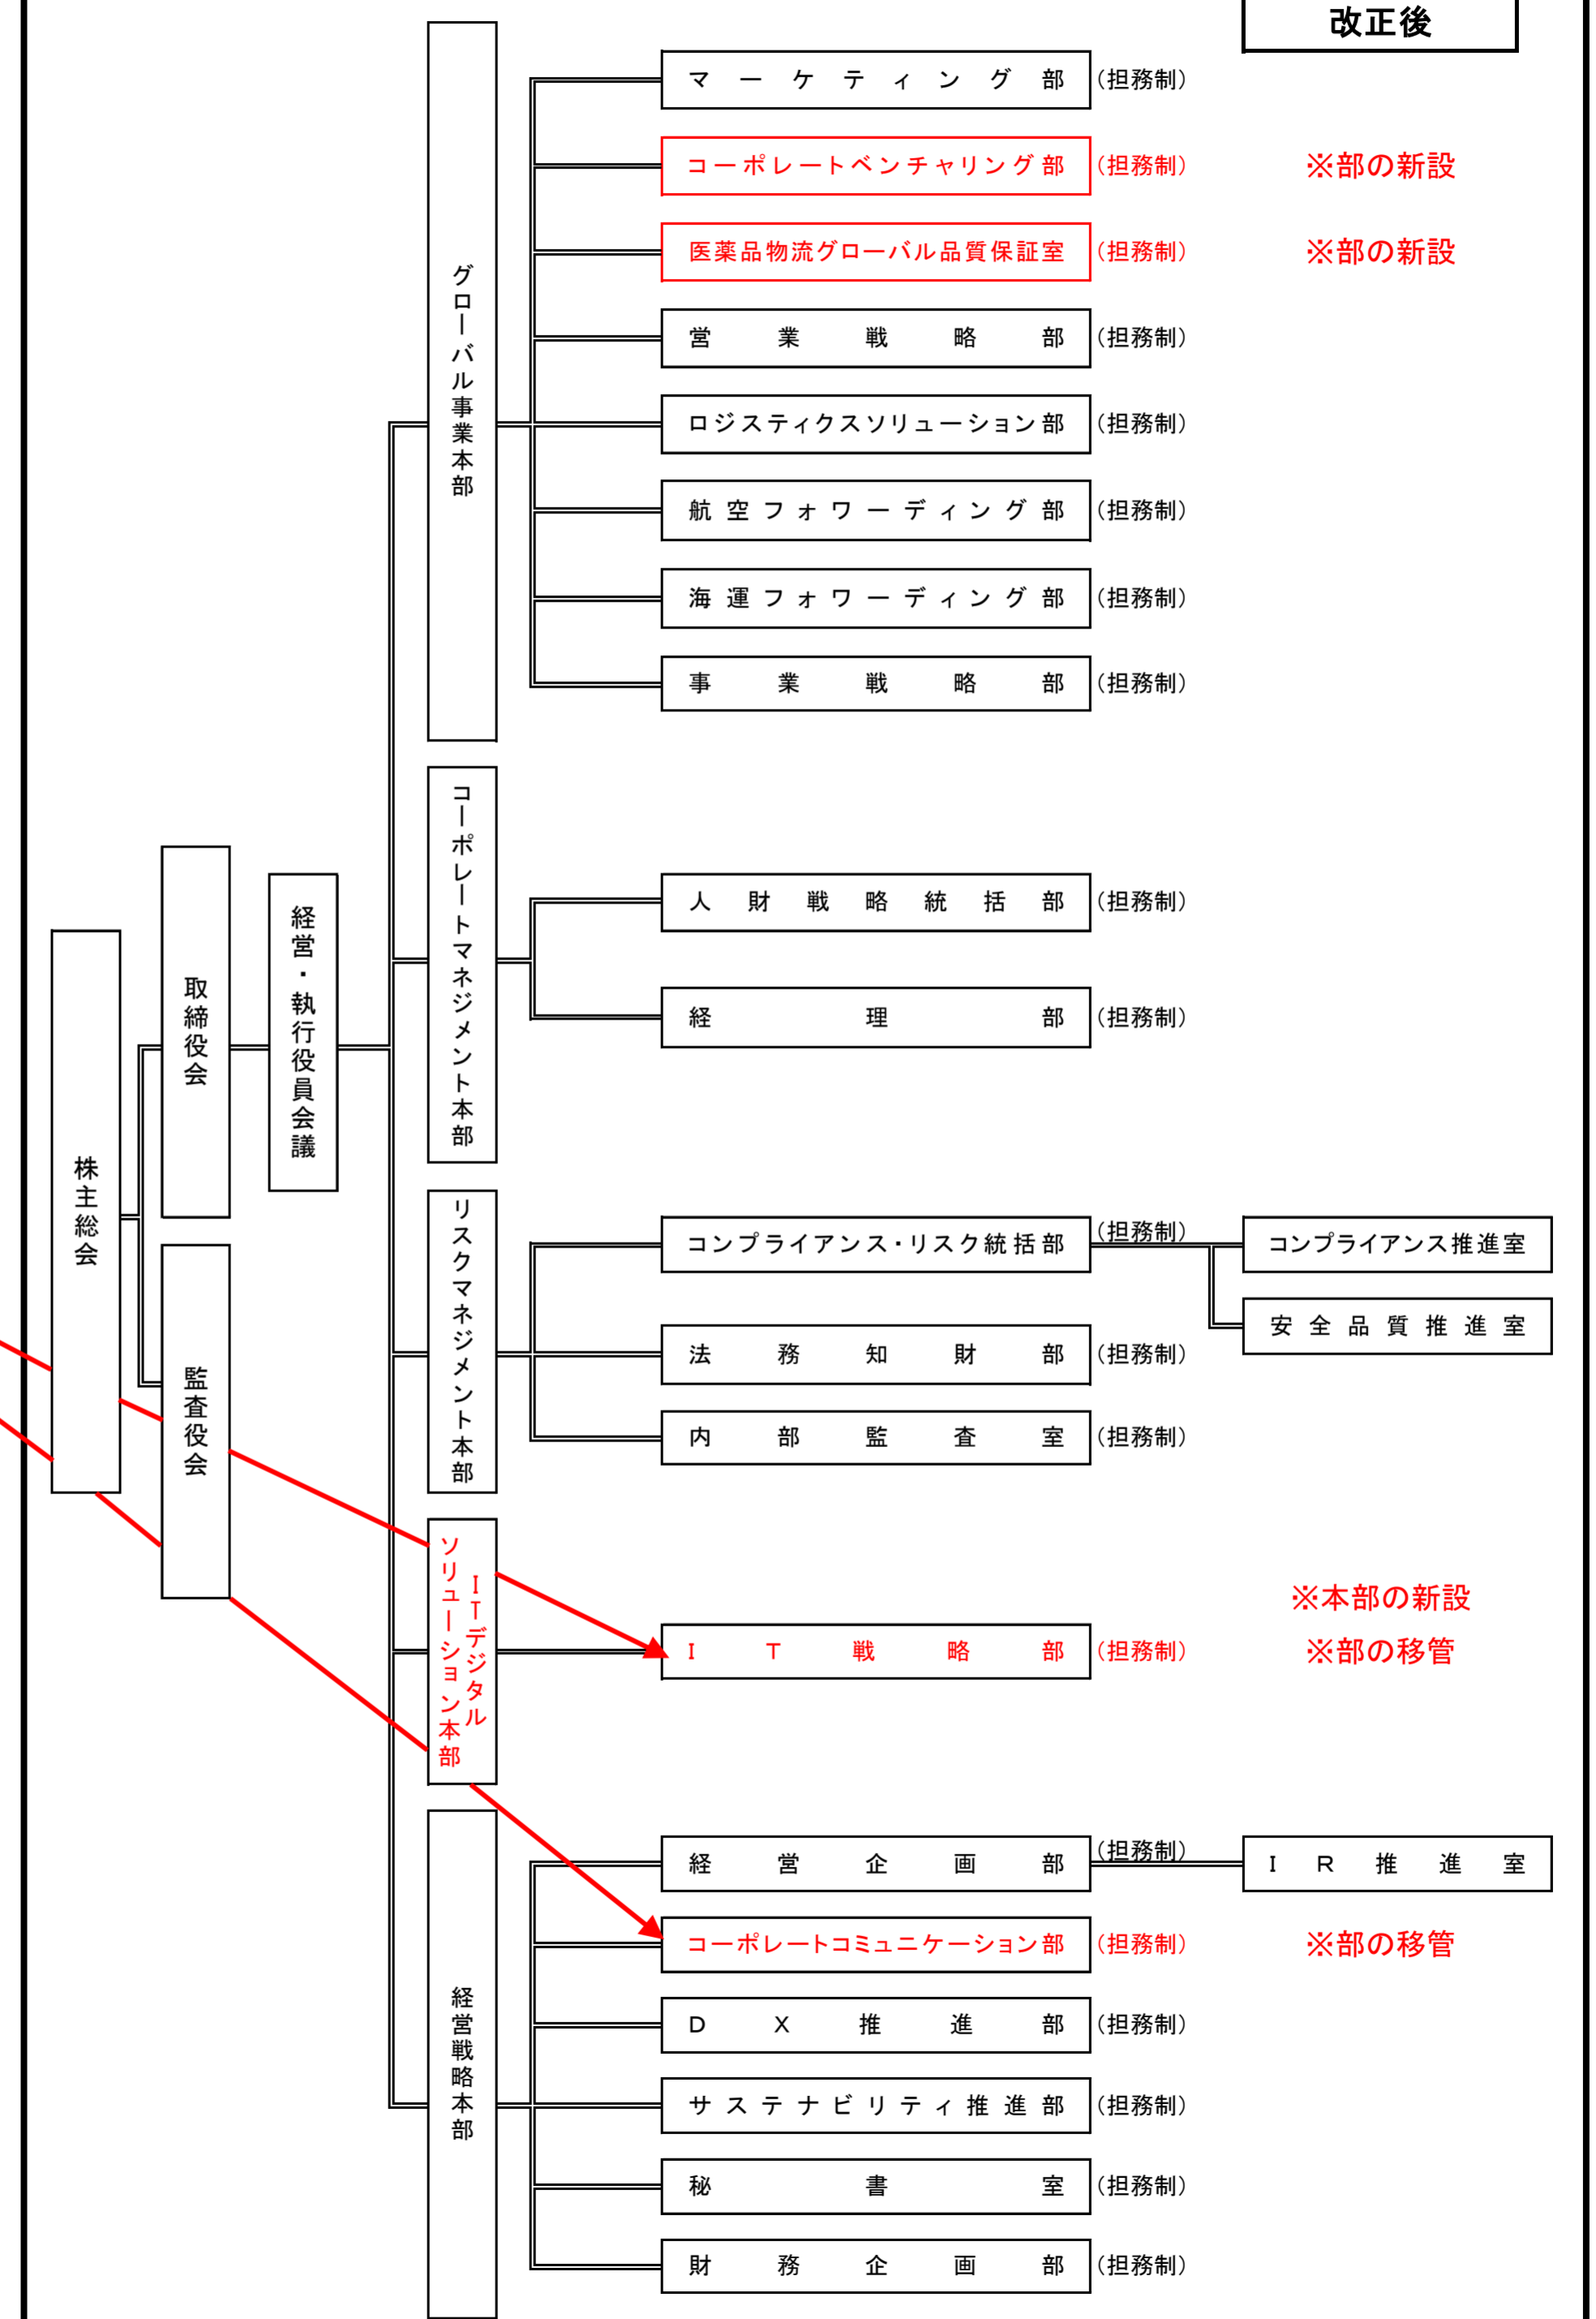 改正後
マーケティング部
(担務制)
コーポレートベンチャリング部
(担務制)
※部の新設
医薬品物流グローバル品質保証室
(担務制)
※部の新設
営業戦略部
(担務制)
ロジスティクスソリューション部
(担務制)
航空フォワーディング部
(担務制)
海運フォワーディング部
(担務制)
事業戦略部
(担務制)
グローバル事業本部
コーポレートマネジメント本部
人財戦略統括部
(担務制)
経理部
(担務制)
株主総会
取締役会
監査役会
経営・執行役員会議
リスクマネジメント本部
コンプライアンス・リスク統括部
(担務制)
コンプライアンス推進室
安全品質推進室
法務知財部
(担務制)
内部監査室
(担務制)
ITデジタル
ソリューション本部
※本部の新設
IT戦略部
(担務制)
※部の移管
経営戦略本部
経営企画部
(担務制)
IR推進室
コーポレートコミュニケーション部
(担務制)
※部の移管
DX推進部
(担務制)
サステナビリティ推進部
(担務制)
秘書室
(担務制)
財務企画部
(担務制)